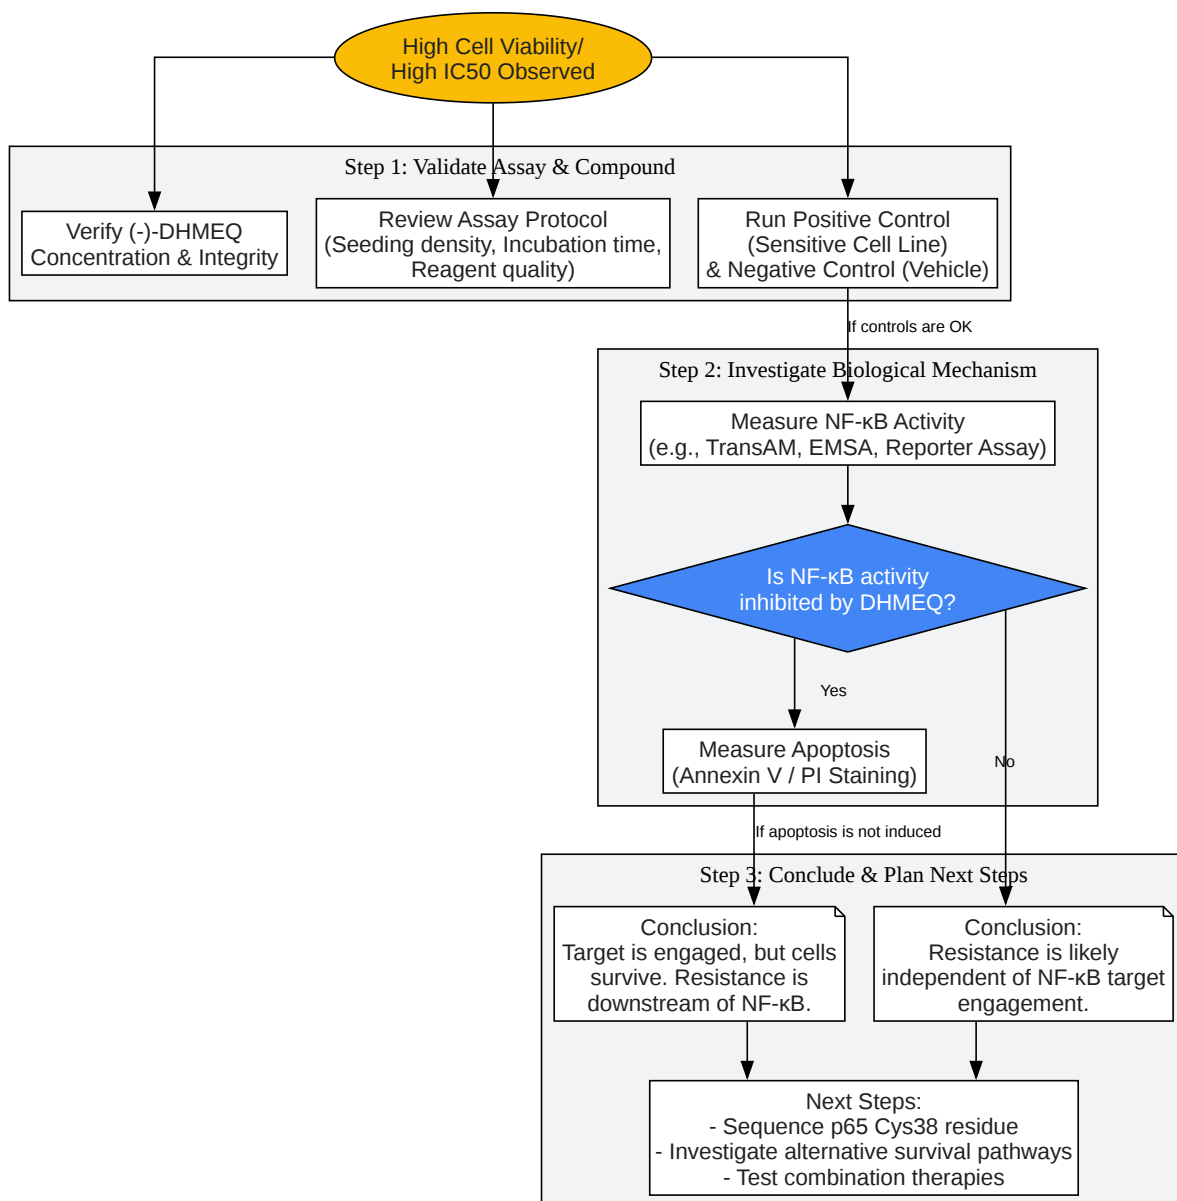 High Cell Viability/
High IC50 Observed
Step 1: Validate Assay & Compound
Verify (-)-DHMEQ
Concentration & Integrity
Review Assay Protocol
(Seeding density, Incubation time,
Reagent quality)
Run Positive Control
(Sensitive Cell Line)
& Negative Control (Vehicle)
If controls are OK
Step 2: Investigate Biological Mechanism
Measure NF-κB Activity
(e.g., TransAM, EMSA, Reporter Assay)
Is NF-κB activity
inhibited by DHMEQ?
Yes
Measure Apoptosis
(Annexin V / PI Staining)
No
If apoptosis is not induced
Step 3: Conclude & Plan Next Steps
Conclusion:
Target is engaged, but cells
survive. Resistance is
downstream of NF-κB.
Conclusion:
Resistance is likely
independent of NF-κB target
engagement.
Next Steps:
- Sequence p65 Cys38 residue
- Investigate alternative survival pathways
- Test combination therapies